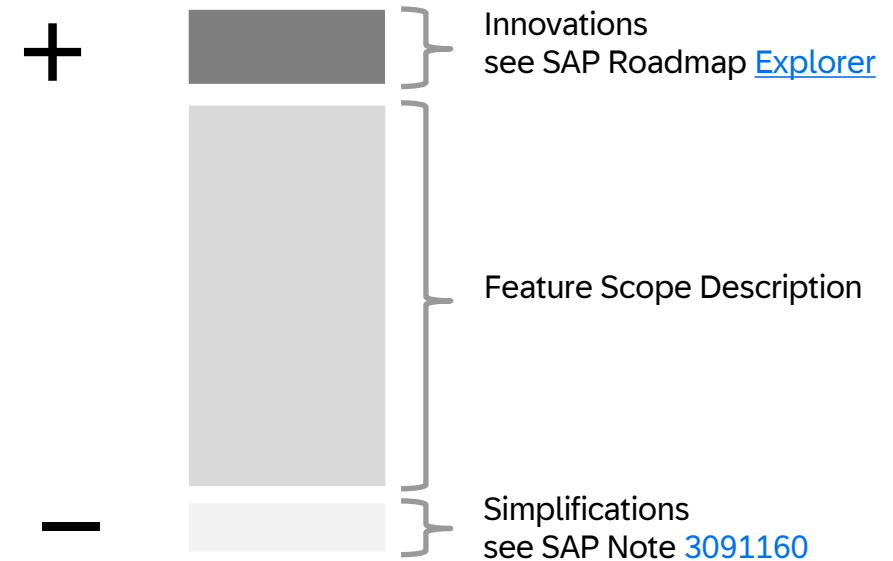 +
Innovations
see SAP Roadmap Explorer
Feature Scope Description
–
Simplifications
see SAP Note 3091160